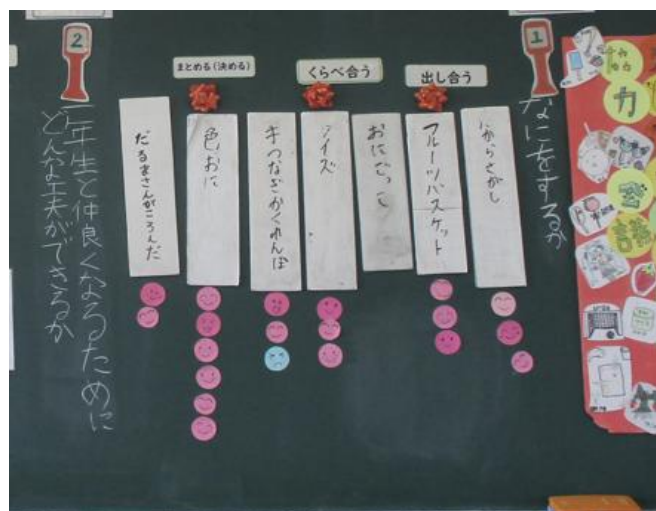 1
なにをするか
出し合う
くらべ合う
まとめる(決める)
たからさがし
フルーツバスケット
おにごっこ
クイズ
手つなぎかくれんぼ
色おに
だるまさんがころんだ
2
二年生と仲良くなるために
どんな工夫ができるか
力